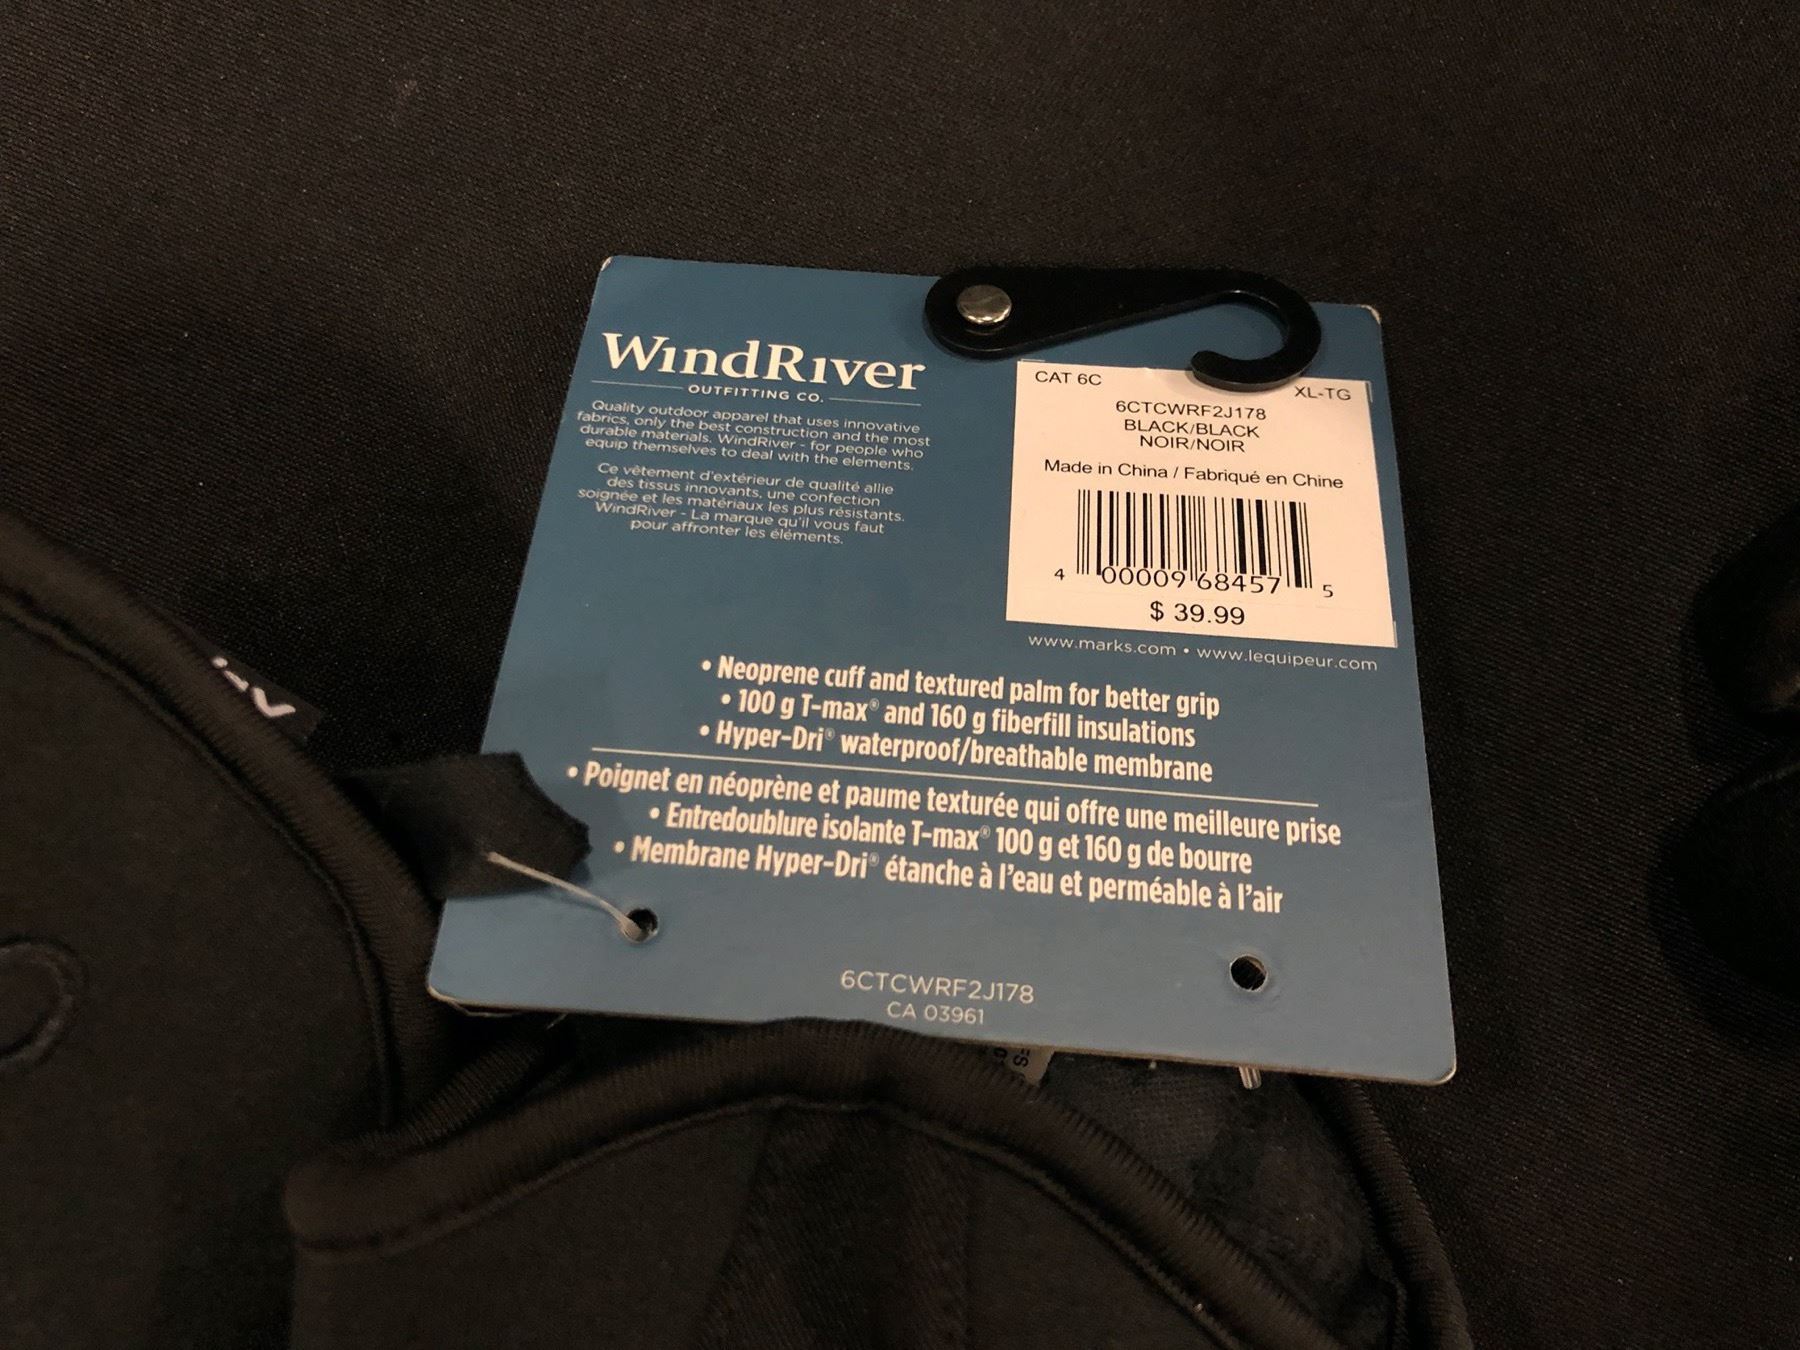 WindRiver
OUTFITTING CO.
Quality outdoor apparel that uses innovative
fabrics, only the best construction and the most
durable materials. WindRiver - for people who
equip themselves to deal with the elements.
Ce vêtement d'extérieur de qualité allie
des tissus innovants, une confection
soignée et les matériaux les plus résistants.
WindRiver - La marque qu'il vous faut
pour affronter les éléments.
CAT 6C
XL-TG
6CTCWRF2J178
BLACK/BLACK
NOIR/NOIR
Made in China / Fabriqué en Chine
4 00009 68457 5
$ 39.99
www.marks.com • www.lequipeur.com
• Neoprene cuff and textured palm for better grip
• 100 g T-max® and 160 g fiberfill insulations
• Hyper-Dri® waterproof/breathable membrane
• Poignet en néoprène et paume texturée qui offre une meilleure prise
• Entredoublure isolante T-max® 100 g et 160 g de bourre
• Membrane Hyper-Dri® étanche à l'eau et perméable à l'air
6CTCWRF2J178
CA 03961